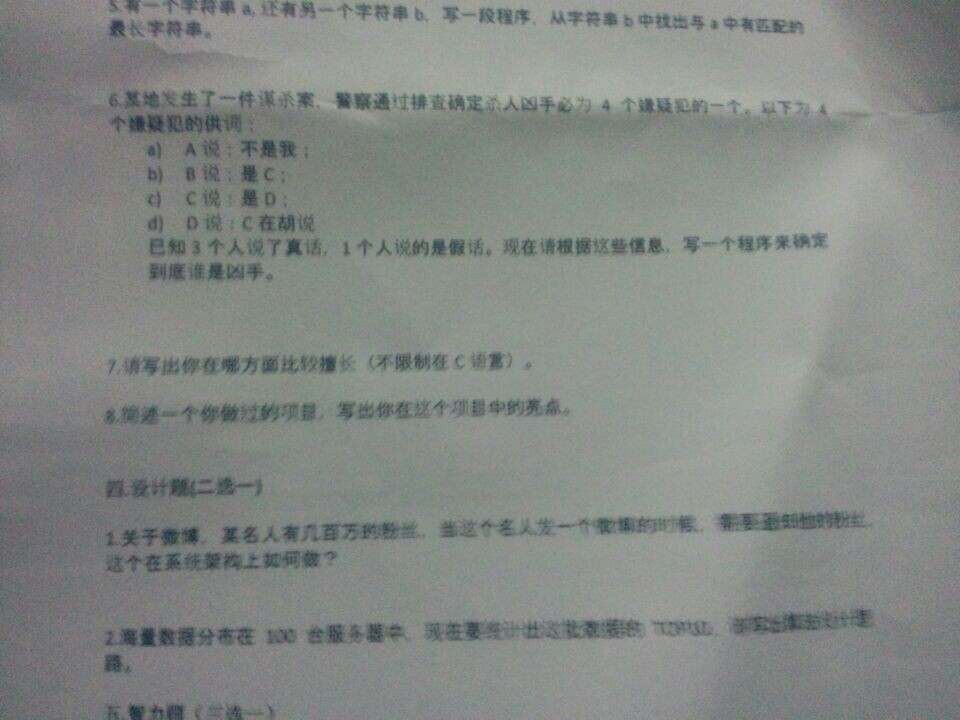 5.有一个字符串 a, 还有另一个字符串 b，写一段程序，从字符串 b 中找出与 a 中有匹配的
最长字符串。
6.某地发生了一件谋杀案，警察通过排查确定杀人凶手必为 4 个嫌疑犯的一个。以下为 4
个嫌疑犯的供词：
a) A 说：不是我；
b) B 说：是 C；
c) C 说：是 D；
d) D 说：C 在胡说
已知 3 个人说了真话，1 个人说的是假话。现在请根据这些信息，写一个程序来确定
到底谁是凶手。
7.请写出你在哪方面比较擅长（不限制在 C 语言）。
8.简述一个你做过的项目，写出你在这个项目中的亮点。
四.设计题(二选一)
1.关于微博，某名人有几百万的粉丝，当这个名人发一个微博的时候，需要通知他的粉丝，
这个在系统架构上如何做？
2.海量数据分布在 100 台服务器中，现在要统计出这批数据的
路。
五.智力题（三选一）